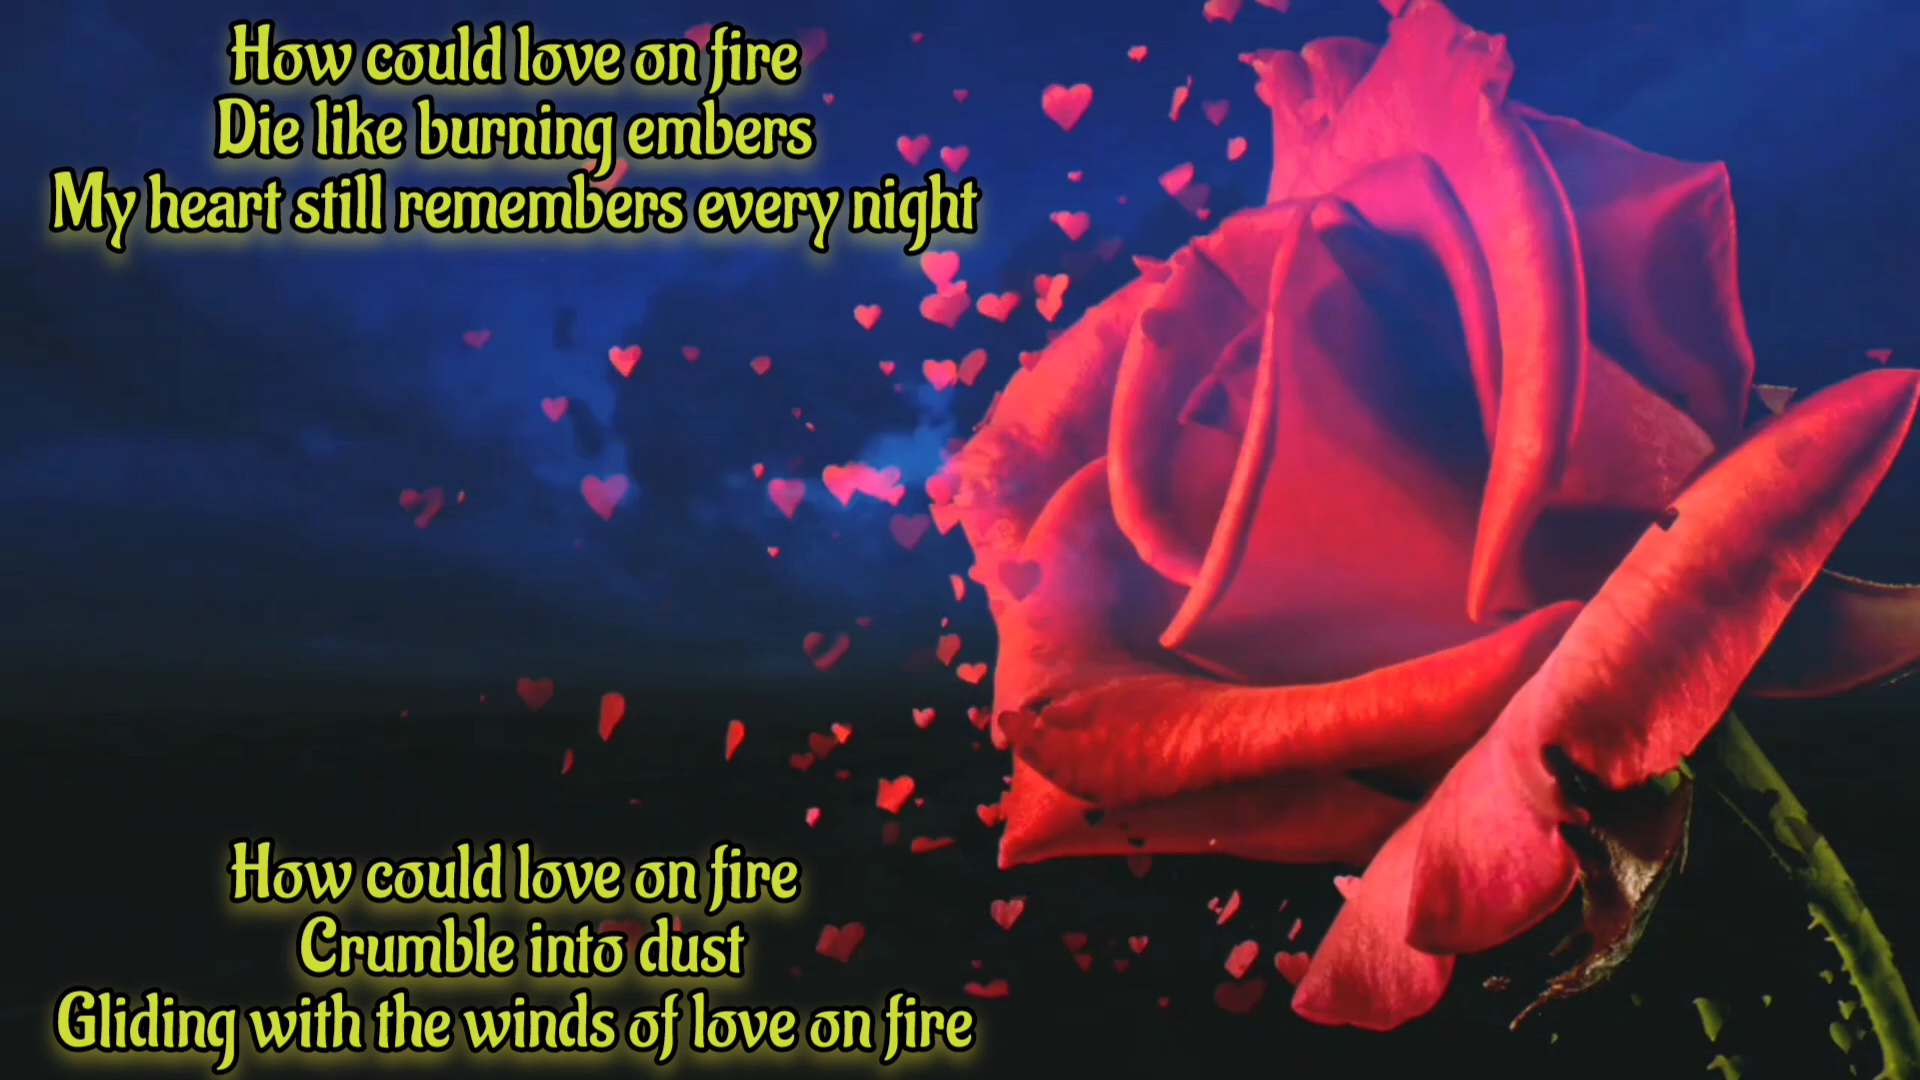 How could love on fire
Die like burning embers
My heart still remembers every night
How could love on fire
Crumble into dust
Gliding with the winds of love on fire